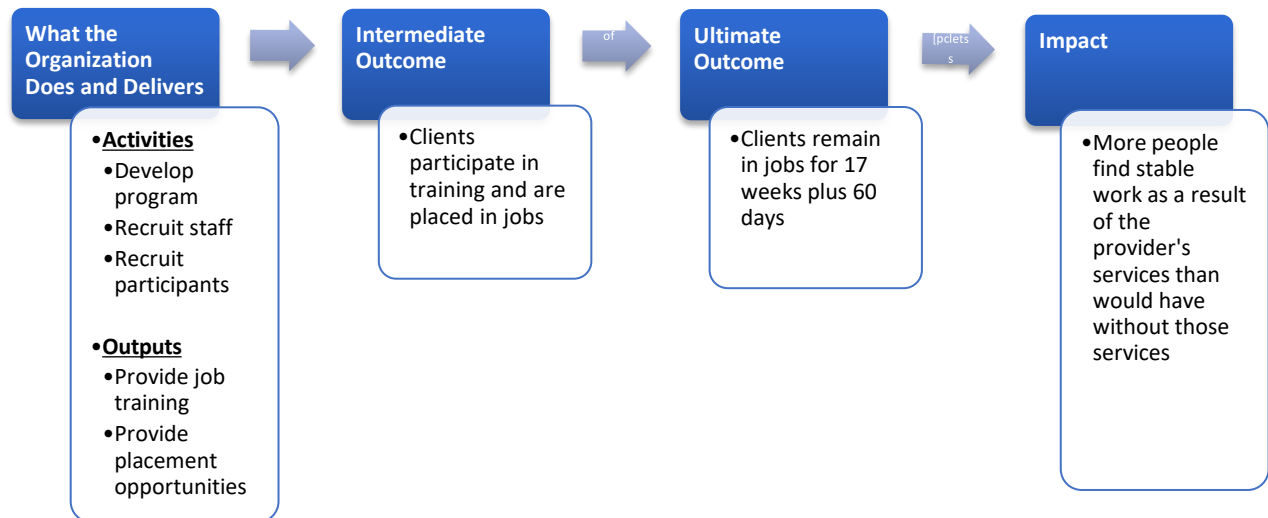 What the
Organization
Does and Delivers
•Activities
•Develop
program
•Recruit staff
•Recruit
participants
•Outputs
•Provide job
training
•Provide
placement
opportunities
Intermediate
Outcome
•Clients
participate in
training and are
placed in jobs
of
Ultimate
Outcome
•Clients remain
in jobs for 17
weeks plus 60
days
[pclets
s
Impact
•More people
find stable
work as a result
of the
provider's
services than
would have
without those
services